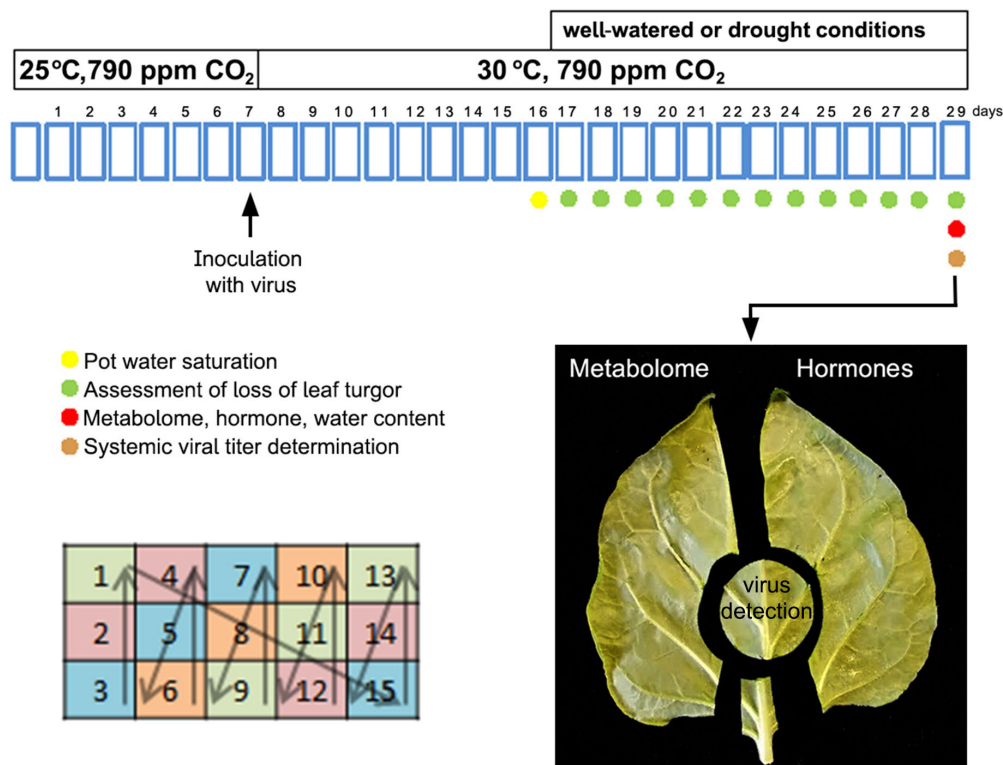 well-watered or drought conditions
25°C,790 ppm CO₂ 30 °C, 790 ppm CO₂
1 2 3 4 5 6 7 8 9 10 11 12 13 14 15 16 17 18 19 20 21 22 23 24 25 26 27 28 29 days
Inoculation
with virus
Pot water saturation
Assessment of loss of leaf turgor
Metabolome, hormone, water content
Systemic viral titer determination
Metabolome Hormones
virus
detection
1 4 7 10 13
2 5 8 11 14
3 6 9 12 15